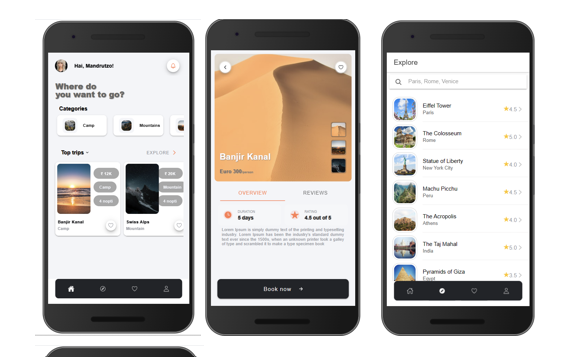 Hai, Mandrutzo!
Where do
you want to go?
Categories
Camp
Mountains
Top trips
EXPLORE
₹ 12K
Camp
Banjir Kanal
Camp
₹ 20K
Mountain
Swiss Alps
Mountain
Banjir Kanal
Euro 300/person
OVERVIEW
REVIEWS
DURATION
5 days
RATING
4.5 out of 5
Lorem Ipsum is simply dummy text of the printing and typesetting
industry. Lorem Ipsum has been the industry's standard dummy
text ever since the 1500s, when an unknown printer took a galley
of type and scrambled it to make a type specimen book
Book now
Explore
Paris, Rome, Venice
Eiffel Tower
Paris
4.5
The Colosseum
Rome
5.0
Statue of Liberty
New York City
4.0
Machu Picchu
Peru
4.5
The Acropolis
Athens
4.0
The Taj Mahal
India
5.0
Pyramids of Giza
Egypt
3.5